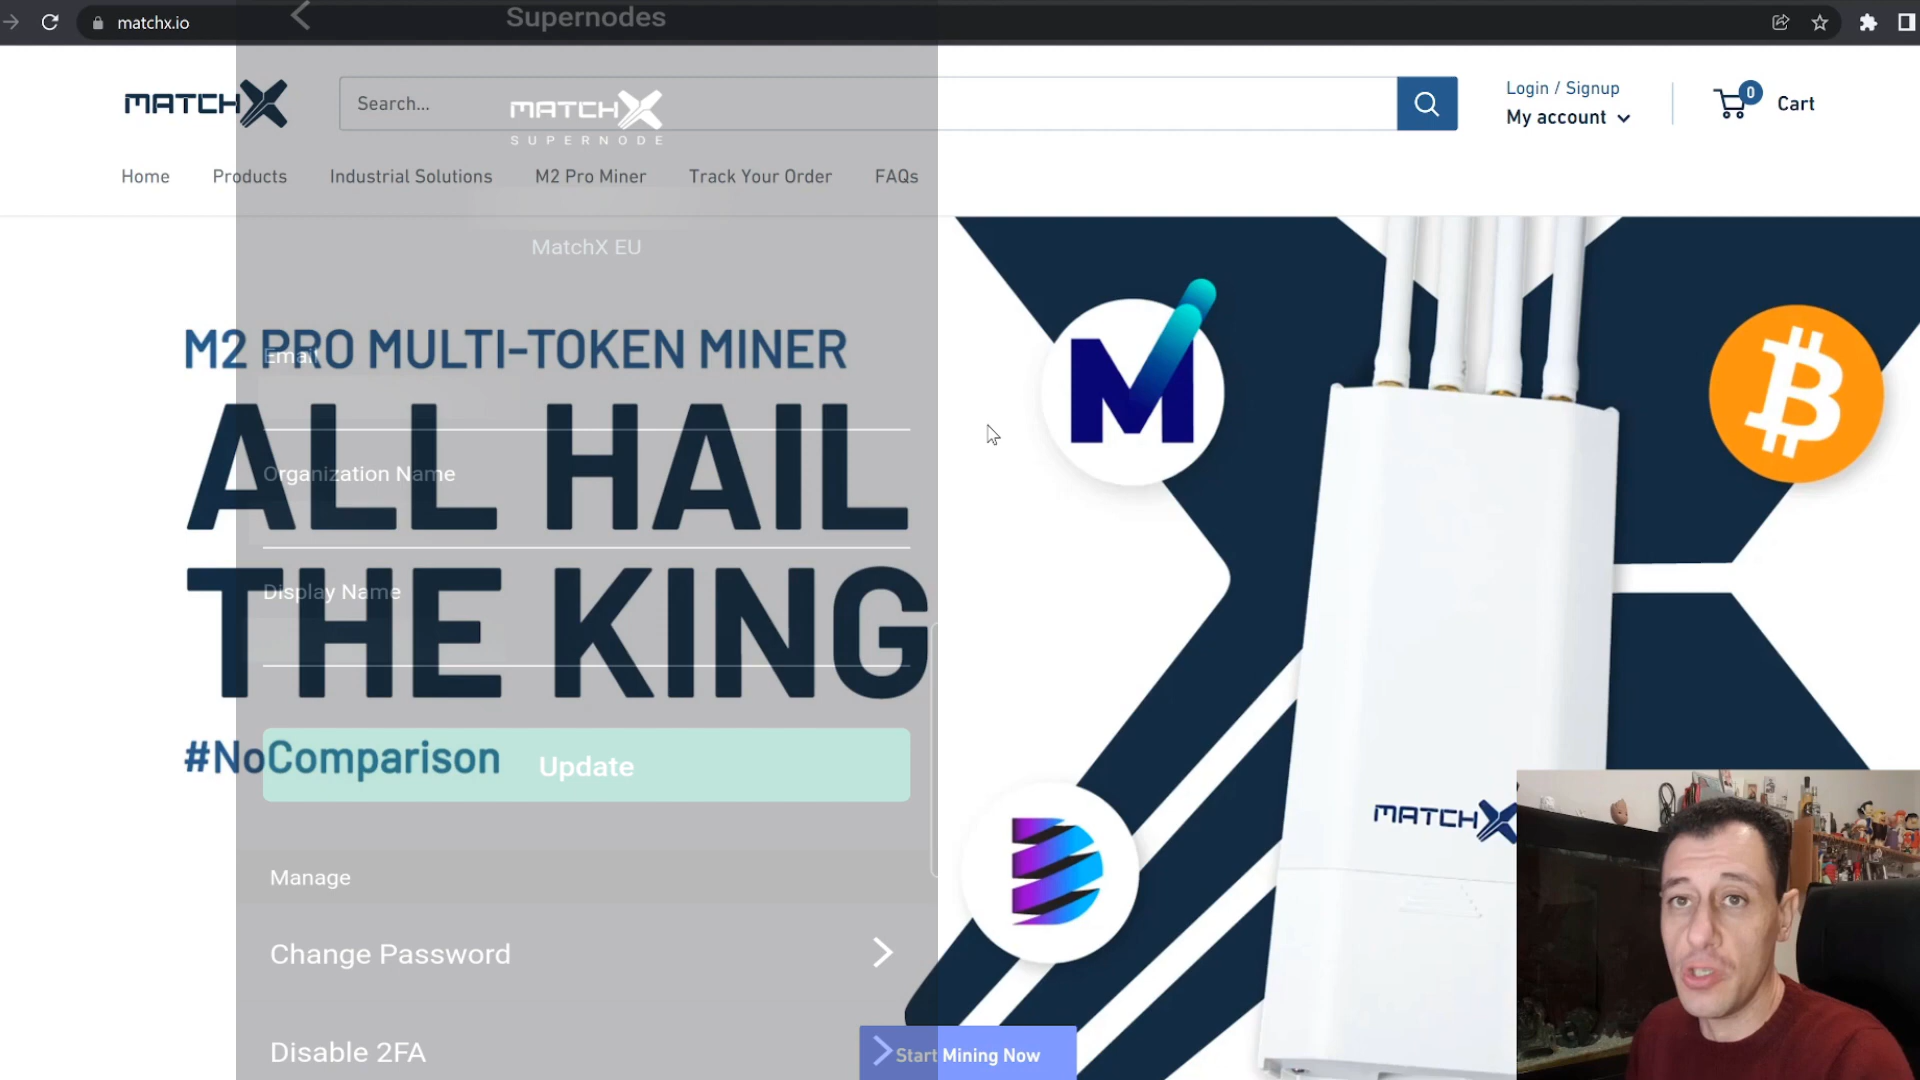 Supernodes
matchx.io
MATCHX
Search...
MATCHX
SUPERNODE
Login / Signup
My account
0
Cart
Home
Products
Industrial Solutions
M2 Pro Miner
Track Your Order
FAQs
MatchX EU
M2 PRO MULTI-TOKEN MINER
Email
ALL HAIL
Organization Name
THE KING
Display Name
#NoComparison
Update
MATCHX
Manage
Change Password
Disable 2FA
Start Mining Now